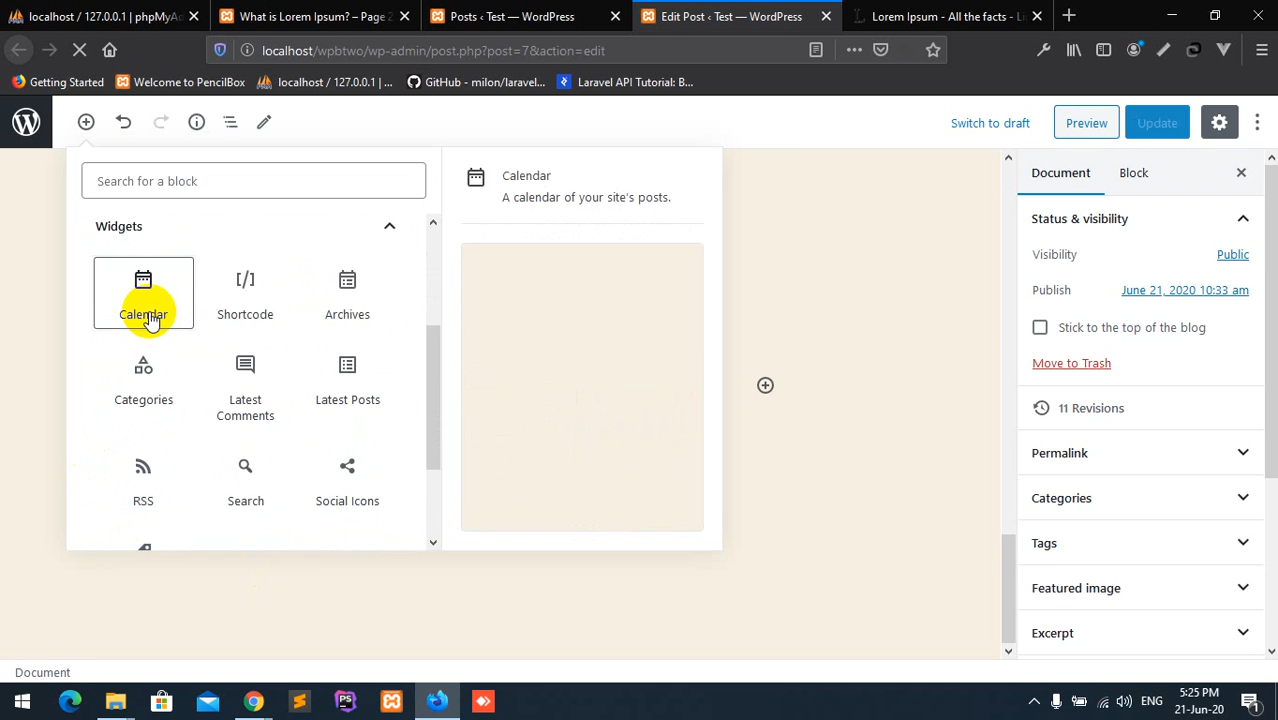 localhost / 127.0.0.1 | phpMyAd
What is Lorem Ipsum? – Page 2
Posts ‹ Test — WordPress
Edit Post ‹ Test — WordPress
Lorem Ipsum - All the facts - Li
localhost/wpbtwo/wp-admin/post.php?post=7&action=edit
Getting Started
Welcome to PencilBox
localhost / 127.0.0.1 |...
GitHub - milon/laravel...
Laravel API Tutorial: B...
Switch to draft
Preview
Update
Search for a block
Widgets
Calendar
Shortcode
Archives
Categories
Latest Comments
Latest Posts
RSS
Search
Social Icons
Calendar
A calendar of your site's posts.
Document
Block
Status & visibility
Visibility
Public
Publish
June 21, 2020 10:33 am
Stick to the top of the blog
Move to Trash
11 Revisions
Permalink
Categories
Tags
Featured image
Excerpt
Document
ENG
5:25 PM
21-Jun-20